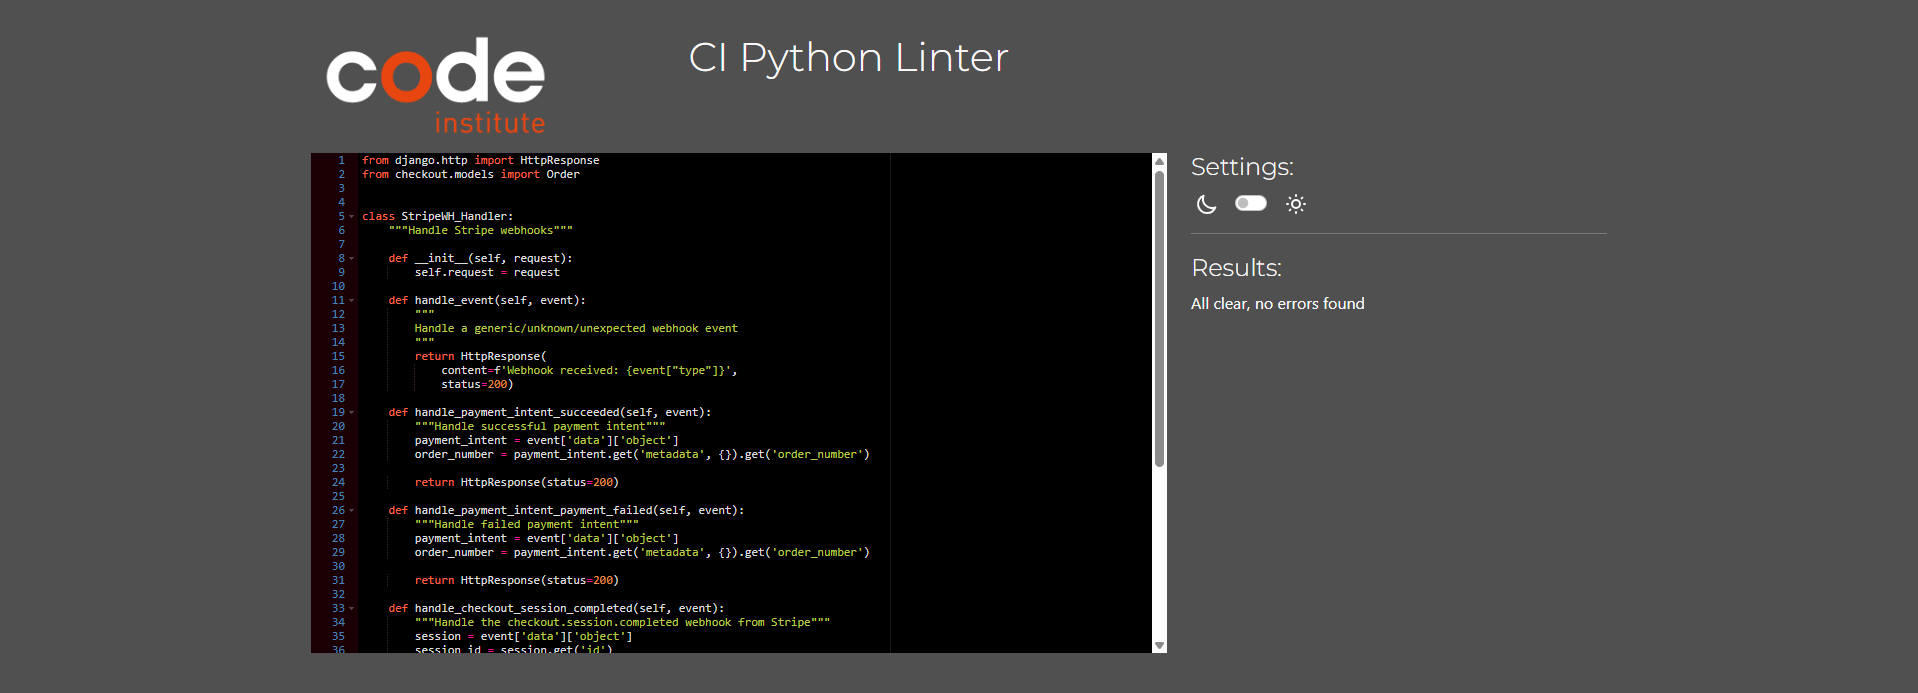 code
institute
CI Python Linter
1 from django.http import HttpResponse
2 from checkout.models import Order
3
4
5 class StripeWH_Handler:
6     """Handle Stripe webhooks"""
7
8     def __init__(self, request):
9         self.request = request
10
11     def handle_event(self, event):
12         """
13         Handle a generic/unknown/unexpected webhook event
14         """
15         return HttpResponse(
16             content=f'Webhook received: {event["type"]}',
17             status=200)
18
19     def handle_payment_intent_succeeded(self, event):
20         """Handle successful payment intent"""
21         payment_intent = event['data']['object']
22         order_number = payment_intent.get('metadata', {}).get('order_number')
23
24         return HttpResponse(status=200)
25
26     def handle_payment_intent_payment_failed(self, event):
27         """Handle failed payment intent"""
28         payment_intent = event['data']['object']
29         order_number = payment_intent.get('metadata', {}).get('order_number')
30
31         return HttpResponse(status=200)
32
33     def handle_checkout_session_completed(self, event):
34         """Handle the checkout.session.completed webhook from Stripe"""
35         session = event['data']['object']
36         session_id = session.get('id')
Settings:
Results:
All clear, no errors found